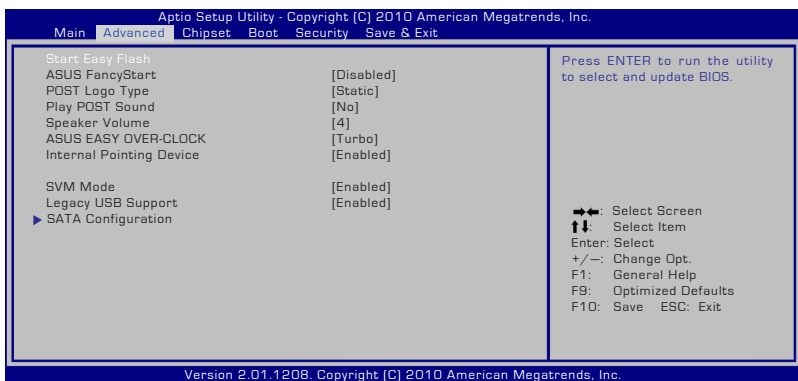 Aptio Setup Utility - Copyright (C) 2010 American Megatrends, Inc.
Main Advanced Chipset Boot Security Save & Exit
Start Easy Flash
ASUS FancyStart [Disabled]
POST Logo Type [Static]
Play POST Sound [No]
Speaker Volume [4]
ASUS EASY OVER-CLOCK [Turbo]
Internal Pointing Device [Enabled]
SVM Mode [Enabled]
Legacy USB Support [Enabled]
SATA Configuration
Press ENTER to run the utility
to select and update BIOS.
→←: Select Screen
↑↓: Select Item
Enter: Select
+/—: Change Opt.
F1: General Help
F9: Optimized Defaults
F10: Save ESC: Exit
Version 2.01.1208. Copyright (C) 2010 American Megatrends, Inc.